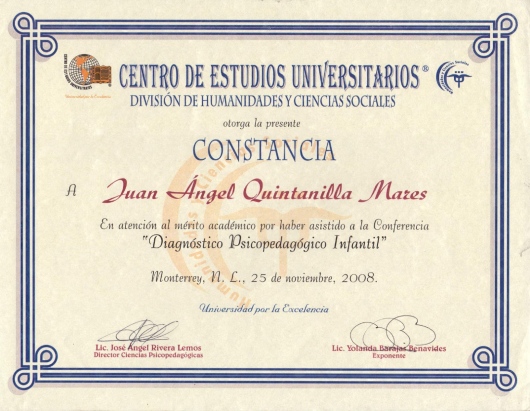 CENTRO DE ESTUDIOS UNIVERSITARIOS®
DIVISIÓN DE HUMANIDADES Y CIENCIAS SOCIALES
otorga la presente
CONSTANCIA
A Juan Ángel Quintanilla Mares
En atención al mérito académico por haber asistido a la Conferencia
"Diagnóstico Psicopedagógico Infantil"
Monterrey, N. L., 25 de noviembre, 2008.
Universidad por la Excelencia
Lic. José Ángel Rivera Lemos
Director Ciencias Psicopedagógicas
Lic. Yolanda Barajas Benavides
Exponente